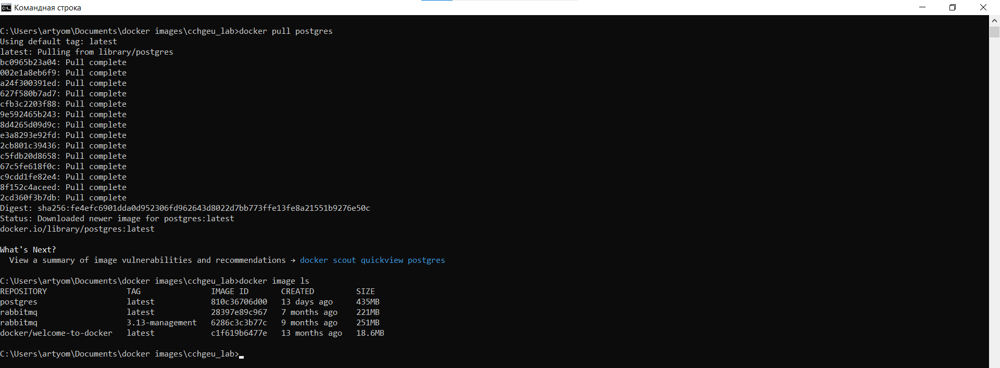 Командная строка
C:\Users\artyom\Documents\docker images\cchgeu_lab>docker pull postgres
Using default tag: latest
latest: Pulling from library/postgres
bc0965b23a04: Pull complete
002e1a8eb6f9: Pull complete
a24f300391ed: Pull complete
627f580b7ad7: Pull complete
cfb3c2203f88: Pull complete
9e592465b243: Pull complete
8d4265d09d9c: Pull complete
e3a8293e92fd: Pull complete
2cb801c39436: Pull complete
c5fdb20d8658: Pull complete
67c5fe618f0c: Pull complete
c9cdd1fe82e4: Pull complete
8f152c4aceed: Pull complete
2cd360f3b7db: Pull complete
Digest: sha256:fe4efc6901dda0d952306fd962643d8022d7bb773ffe13fe8a21551b9276e50c
Status: Downloaded newer image for postgres:latest
docker.io/library/postgres:latest
What's Next?
View a summary of image vulnerabilities and recommendations → docker scout quickview postgres
C:\Users\artyom\Documents\docker images\cchgeu_lab>docker image ls
REPOSITORY TAG IMAGE ID CREATED SIZE
postgres latest 810c36706d00 13 days ago 435MB
rabbitmq latest 28397e89c967 7 months ago 221MB
rabbitmq 3.13-management 6286c3c3b77c 9 months ago 251MB
docker/welcome-to-docker latest c1f619b6477e 13 months ago 18.6MB
C:\Users\artyom\Documents\docker images\cchgeu_lab>